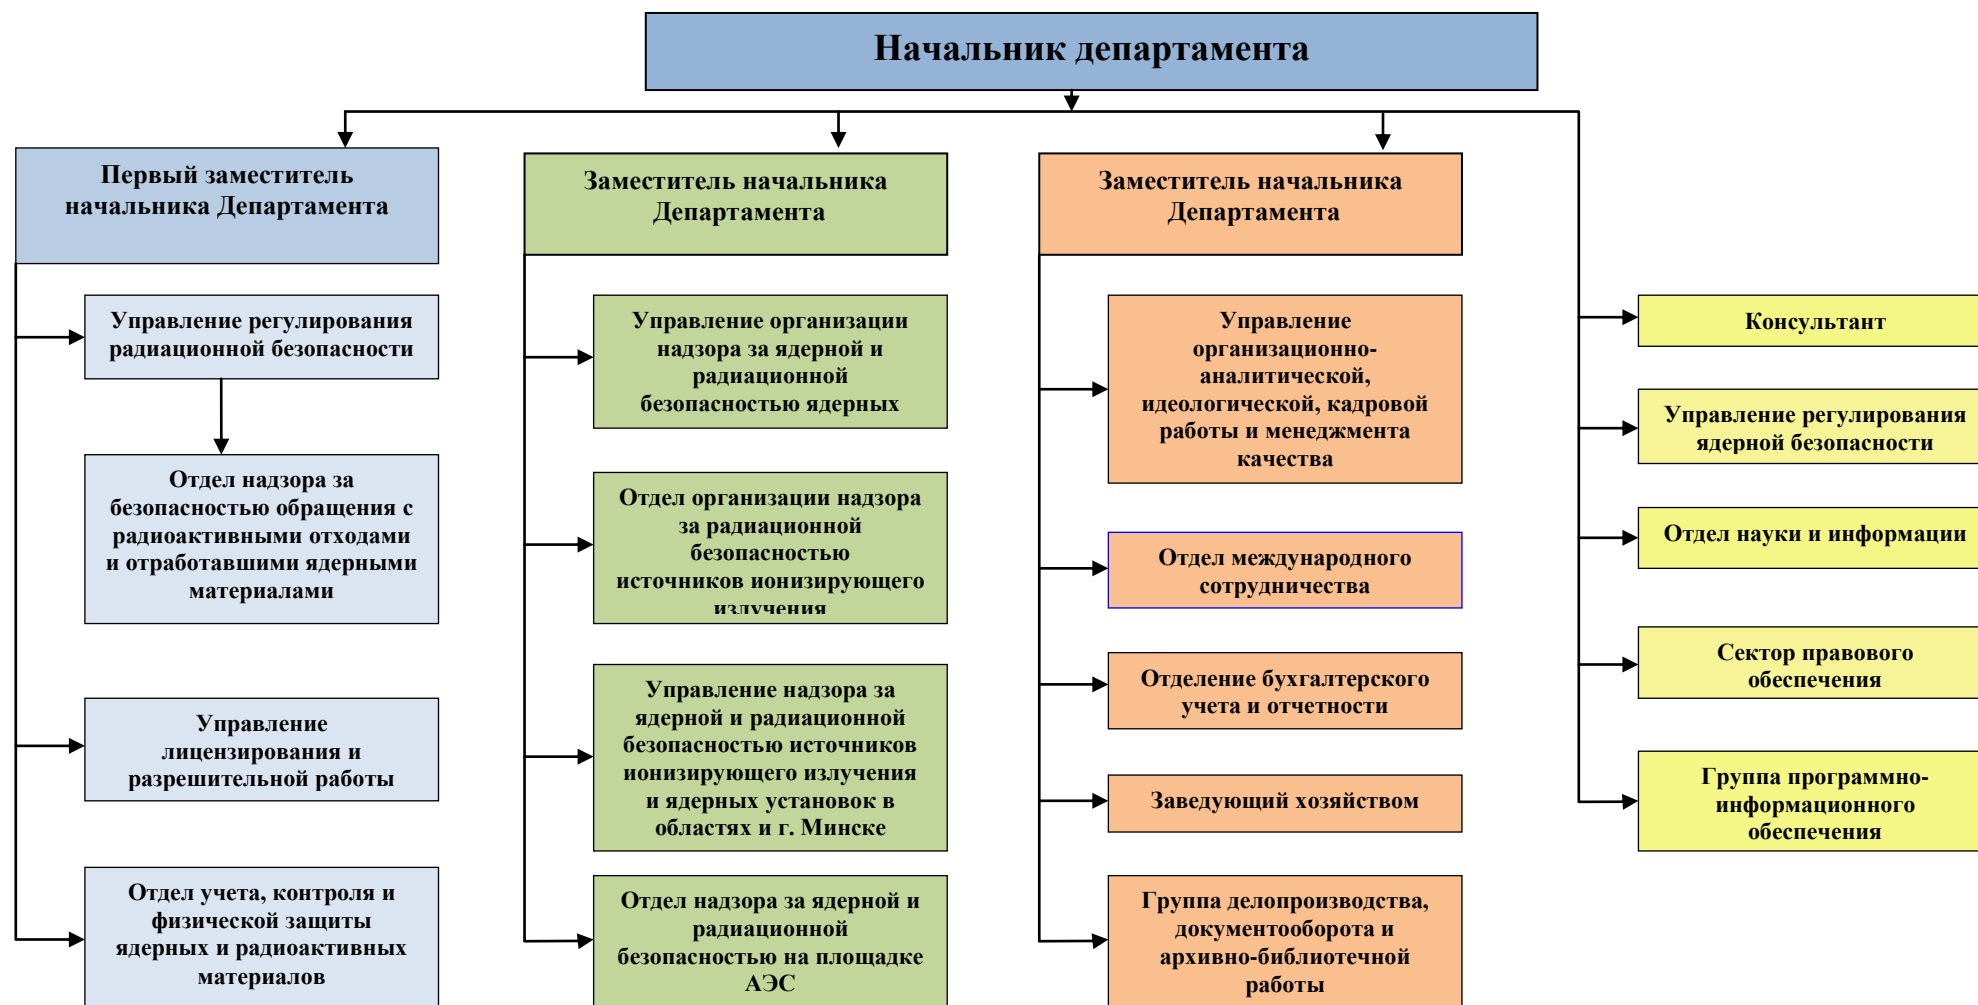 Начальник департамента
Первый заместитель
начальника Департамента
Управление регулирования
радиационной безопасности
Отдел надзора за
безопасностью обращения с
радиоактивными отходами
и отработавшими ядерными
материалами
Управление
лицензирования и
разрешительной работы
Отдел учета, контроля и
физической защиты
ядерных и радиоактивных
материалов
Заместитель начальника
Департамента
Управление организации
надзора за ядерной и
радиационной
безопасностью ядерных
Отдел организации надзора
за радиационной
безопасностью
источников ионизирующего
излучения
Управление надзора за
ядерной и радиационной
безопасностью источников
ионизирующего излучения
и ядерных установок в
областях и г. Минске
Отдел надзора за ядерной и
радиационной
безопасностью на площадке
АЭС
Заместитель начальника
Департамента
Управление
организационно-
аналитической,
идеологической, кадровой
работы и менеджмента
качества
Отдел международного
сотрудничества
Отделение бухгалтерского
учета и отчетности
Заведующий хозяйством
Группа делопроизводства,
документооборота и
архивно-библиотечной
работы
Консультант
Управление регулирования
ядерной безопасности
Отдел науки и информации
Сектор правового
обеспечения
Группа программно-
информационного
обеспечения